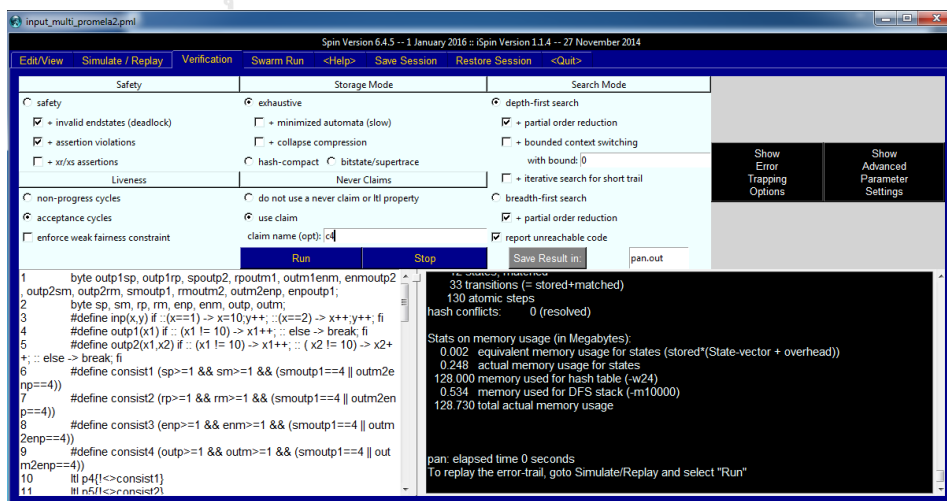 input_multi_promela2.pml
Spin Version 6.4.5 -- 1 January 2016 :: iSpin Version 1.1.4 -- 27 November 2014
Edit/View Simulate / Replay Verification Swarm Run <Help> Save Session Restore Session <Quit>
Safety Storage Mode Search Mode
safety exhaustive depth-first search
+ invalid endstates (deadlock) + minimized automata (slow) + partial order reduction
+ assertion violations + collapse compression + bounded context switching
+ xr/xs assertions hash-compact bitstate/supertrace with bound: 0
Liveness Never Claims + iterative search for short trail
non-progress cycles do not use a never claim or ltl property breadth-first search
acceptance cycles use claim + partial order reduction
enforce weak fairness constraint claim name (opt): c4 report unreachable code
Run Stop Save Result in: pan.out
Show Error Trapping Options
Show Advanced Parameter Settings
1 byte outp1sp, outp1rp, spoutp2, rpoutm1, outm1enm, enmoutp2
, outp2sm, outp2rm, smoutp1, rmoutm2, outm2enp, enpoutp1;
2 byte sp, sm, rp, rm, enp, enm, outp, outm;
3 #define inp(x,y) if ::(x==1) -> x=10;y++; ::(x==2) -> x++;y++; fi
4 #define outp1(x1) if :: (x1 != 10) -> x1++; :: else -> break; fi
5 #define outp2(x1,x2) if :: (x1 != 10) -> x1++; :: ( x2 != 10) -> x2+
+; :: else -> break; fi
6 #define consist1 (sp>=1 && sm>=1 && (smoutp1==4 || outm2e
np==4))
7 #define consist2 (rp>=1 && rm>=1 && (smoutp1==4 || outm2en
p==4))
8 #define consist3 (enp>=1 && enm>=1 && (smoutp1==4 || outm
2enp==4))
9 #define consist4 (outp>=1 && outm>=1 && (smoutp1==4 || out
m2enp==4))
10 ltl p4{!<>consist1}
11 ltl p5{!<>consist2}
12 states, matched
33 transitions (= stored+matched)
130 atomic steps
hash conflicts: 0 (resolved)
Stats on memory usage (in Megabytes):
0.002 equivalent memory usage for states (stored*(State-vector + overhead))
0.248 actual memory usage for states
128.000 memory used for hash table (-w24)
0.534 memory used for DFS stack (-m10000)
128.730 total actual memory usage
pan: elapsed time 0 seconds
To replay the error-trail, goto Simulate/Replay and select "Run"